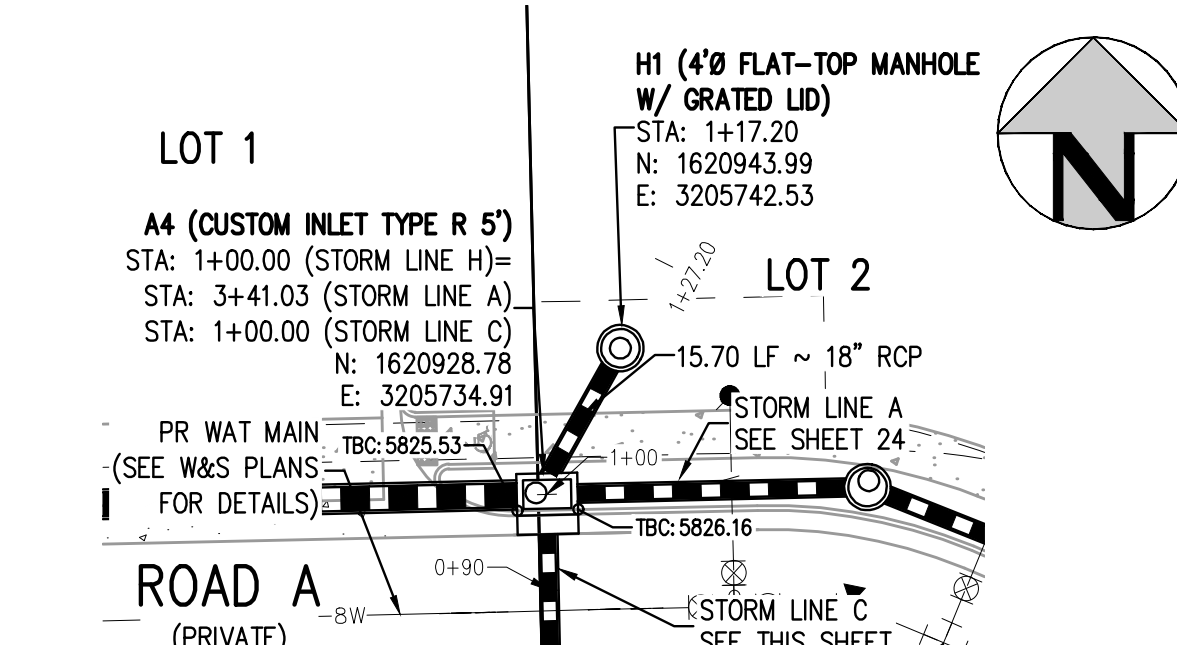 H1 (4'Ø FLAT-TOP MANHOLE
W/ GRATED LID)
STA: 1+17.20
N: 1620943.99
E: 3205742.53
N
LOT 1
A4 (CUSTOM INLET TYPE R 5')
STA: 1+00.00 (STORM LINE H)=
STA: 3+41.03 (STORM LINE A)
STA: 1+00.00 (STORM LINE C)
N: 1620928.78
E: 3205734.91
1+27.20
LOT 2
15.70 LF ~ 18" RCP
STORM LINE A
SEE SHEET 24
PR WAT MAIN
(SEE W&S PLANS
FOR DETAILS)
TBC: 5825.53
1+00
TBC: 5826.16
0+90
ROAD A
(PRIVATE)
8W
STORM LINE C
SEE THIS SHEET